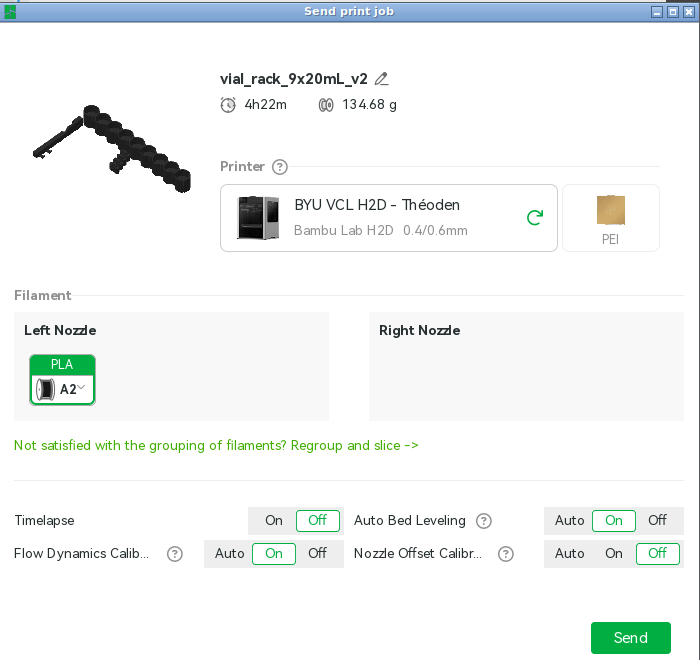 Send print job
vial_rack_9x20mL_v2
4h22m 134.68 g
Printer ?
BYU VCL H2D - Théoden
Bambu Lab H2D 0.4/0.6mm
PEI
Filament
Left Nozzle
Right Nozzle
PLA
A2
Not satisfied with the grouping of filaments? Regroup and slice ->
Timelapse On Off
Auto Bed Leveling ? Auto On Off
Flow Dynamics Calib... ? Auto On Off
Nozzle Offset Calibr... ? Auto On Off
Send